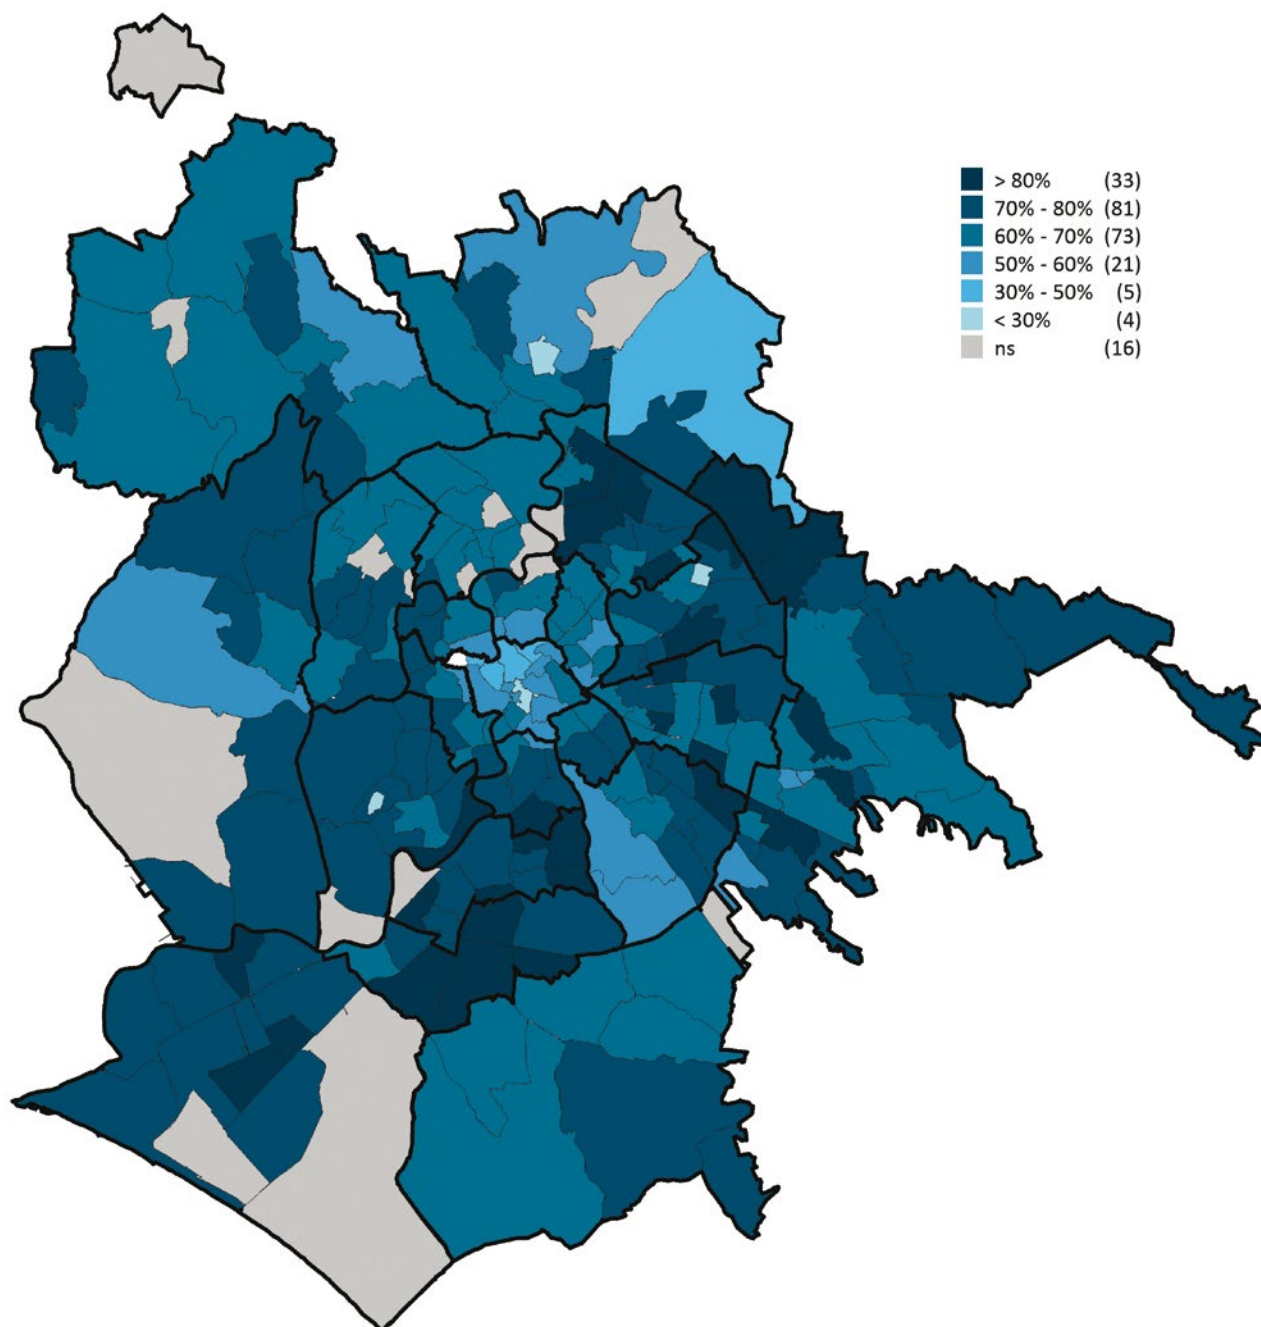 > 80% (33)
70% - 80% (81)
60% - 70% (73)
50% - 60% (21)
30% - 50% (5)
< 30% (4)
ns (16)